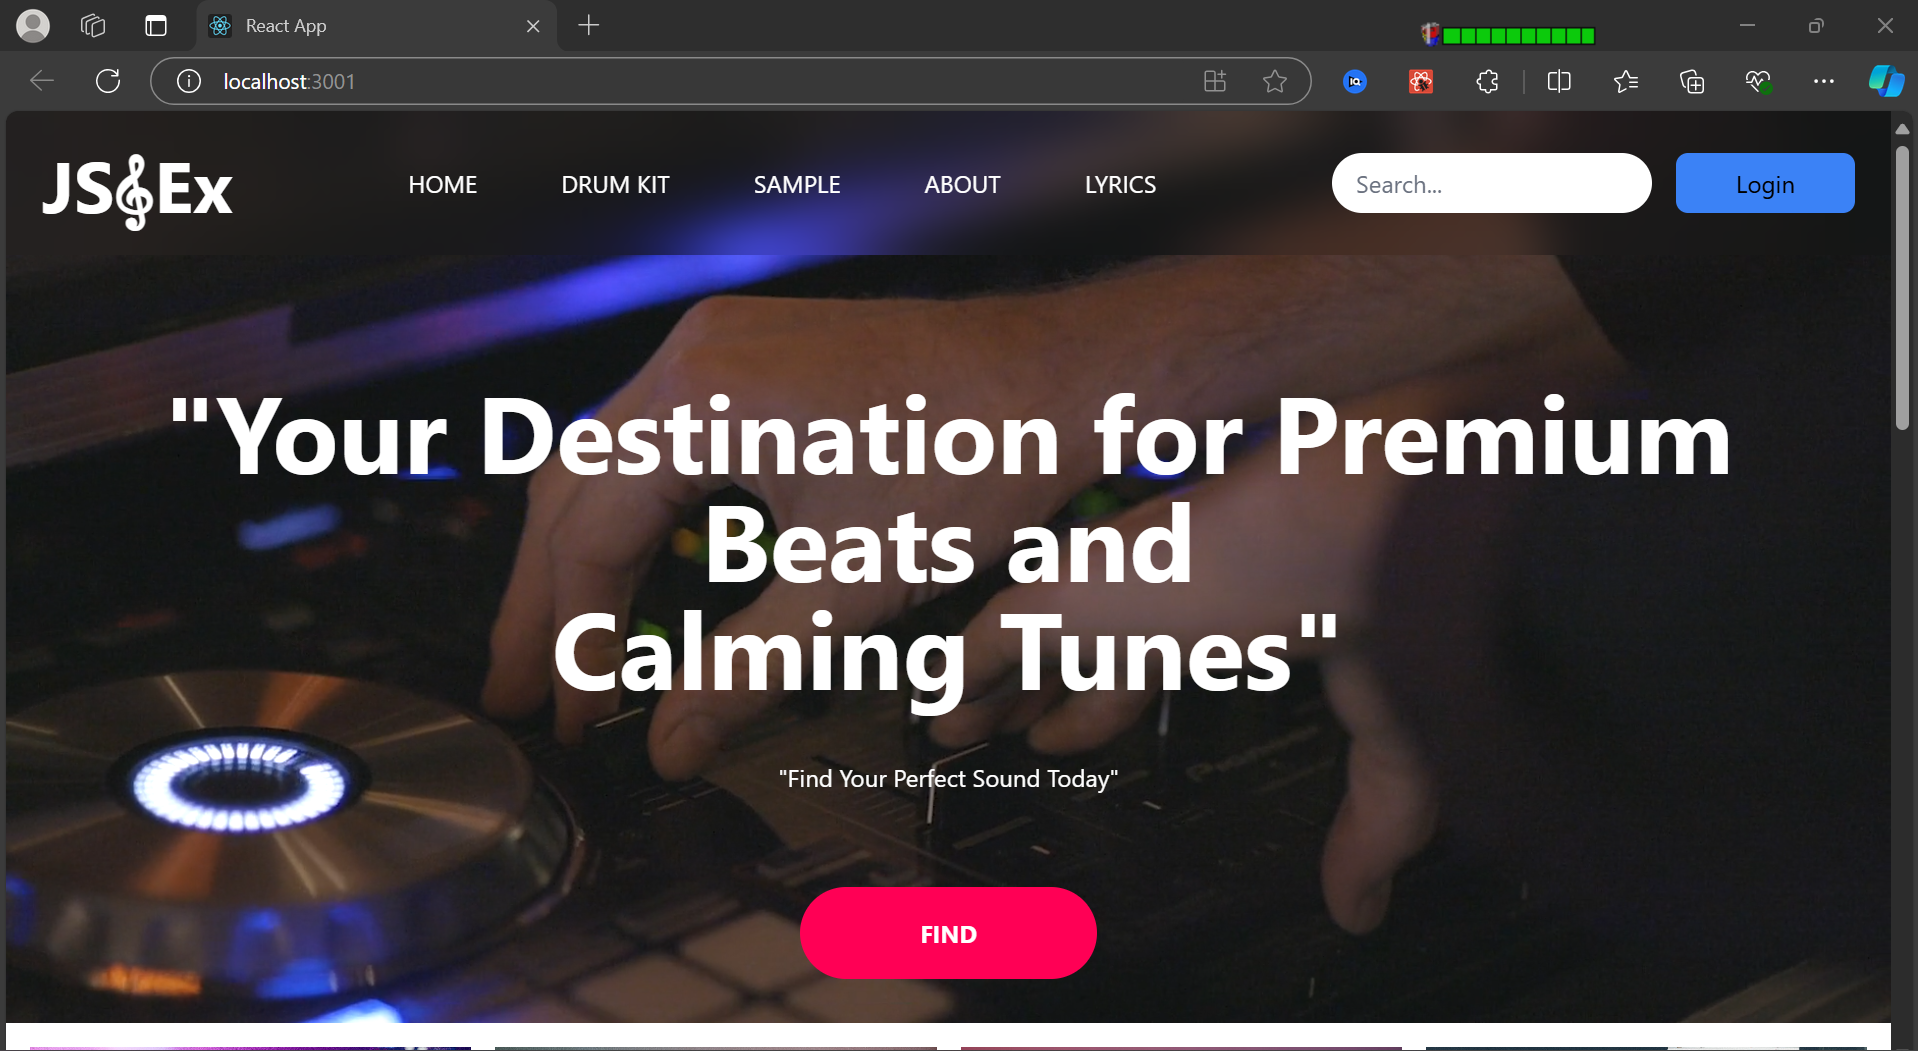 React App
localhost:3001
JS Ex
HOME
DRUM KIT
SAMPLE
ABOUT
LYRICS
Search...
Login
"Your Destination for Premium
Beats and
Calming Tunes"
"Find Your Perfect Sound Today"
FIND